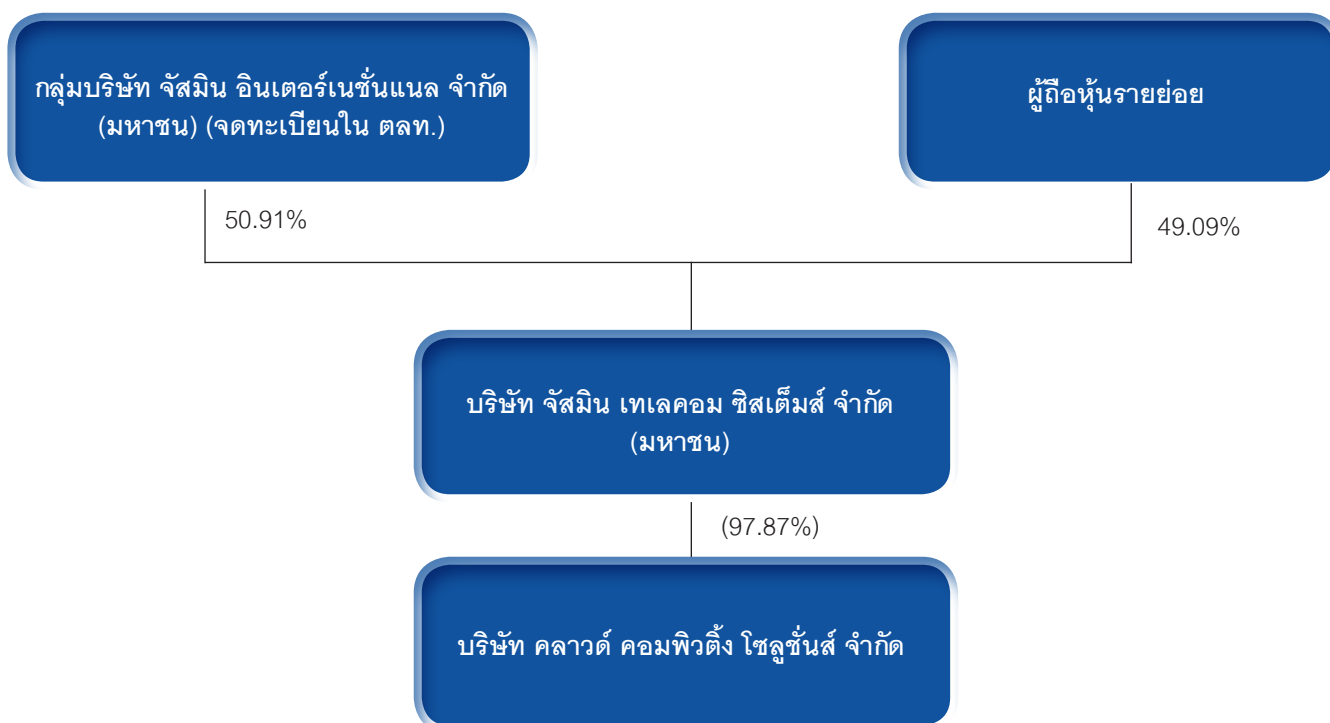 กลุ่มบริษัท จัสมิน อินเตอร์เนชั่นแนล จำกัด
(มหาชน) (จดทะเบียนใน ตลท.)
ผู้ถือหุ้นรายย่อย
50.91%
49.09%
บริษัท จัสมิน เทเลคอม ซิสเต็มส์ จำกัด
(มหาชน)
(97.87%)
บริษัท คลาวด์ คอมพิวติ้ง โซลูชั่นส์ จำกัด